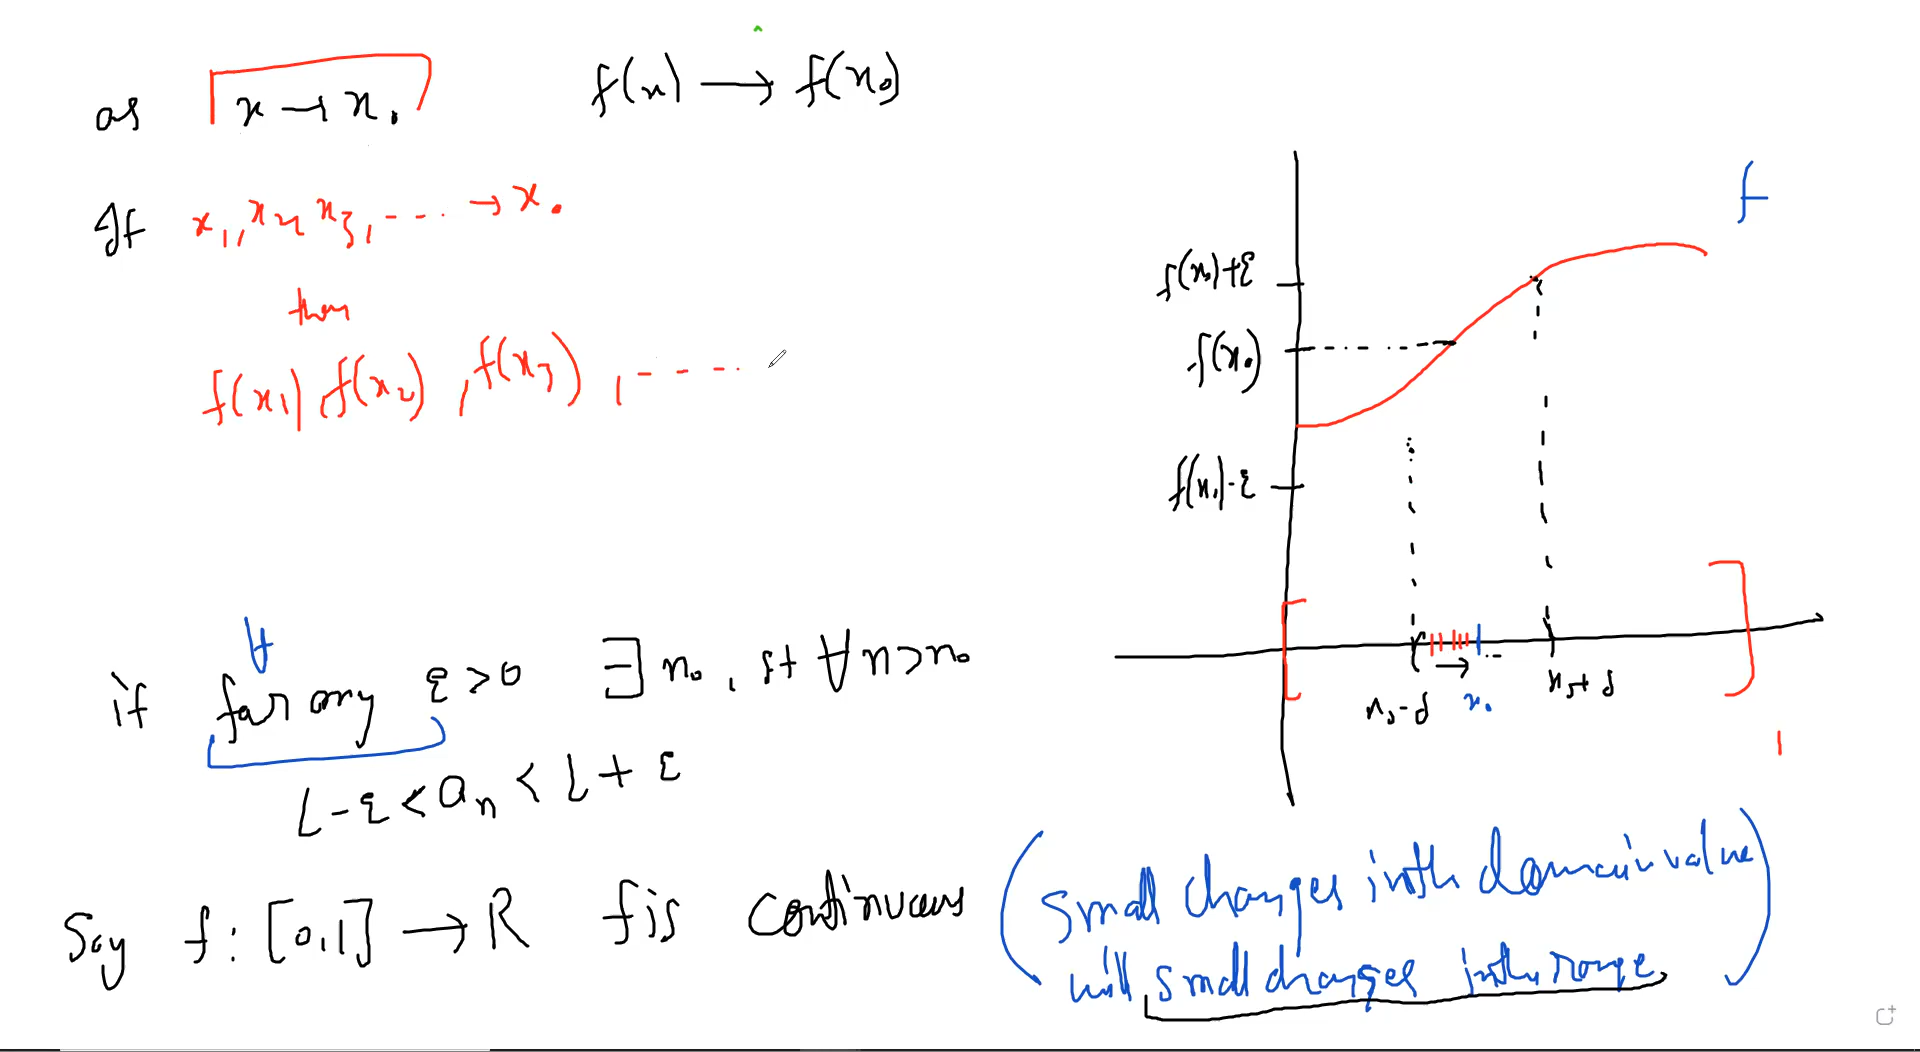 as x → x₀ f(x) → f(x₀)
If x₁, x₂, x₃, ---- → x₀
then
f(x₁), f(x₂), f(x₃), -----
f
f(x₀)+ε
f(x₀)
f(x₀)-ε
x₀-δ x₀ x₀+δ
1
∀
if for any ε>0 ∃ n₀, st ∀ n>n₀
L-ε < aₙ < L+ε
Say f: [0,1] → R f is continuous (small changes in the domain value
will small changes in the range)